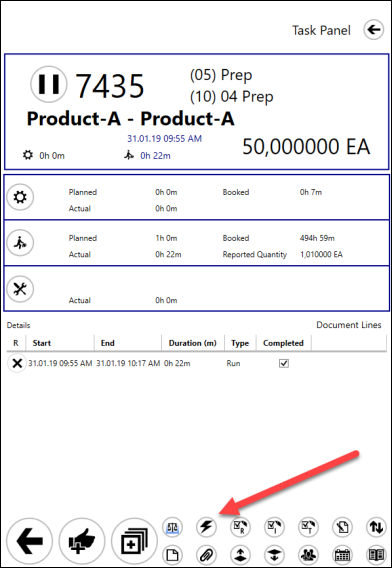 Task Panel
7435
(05) Prep
(10) 04 Prep
Product-A - Product-A
31.01.19 09:55 AM
0h 0m 0h 22m
50,000000 EA
Planned 0h 0m Booked 0h 7m
Actual 0h 0m
Planned 1h 0m Booked 494h 59m
Actual 0h 22m Reported Quantity 1,010000 EA
Actual 0h 0m
Details Document Lines
R Start End Duration (m) Type Completed
31.01.19 09:55 AM 31.01.19 10:17 AM 0h 22m Run
R I T